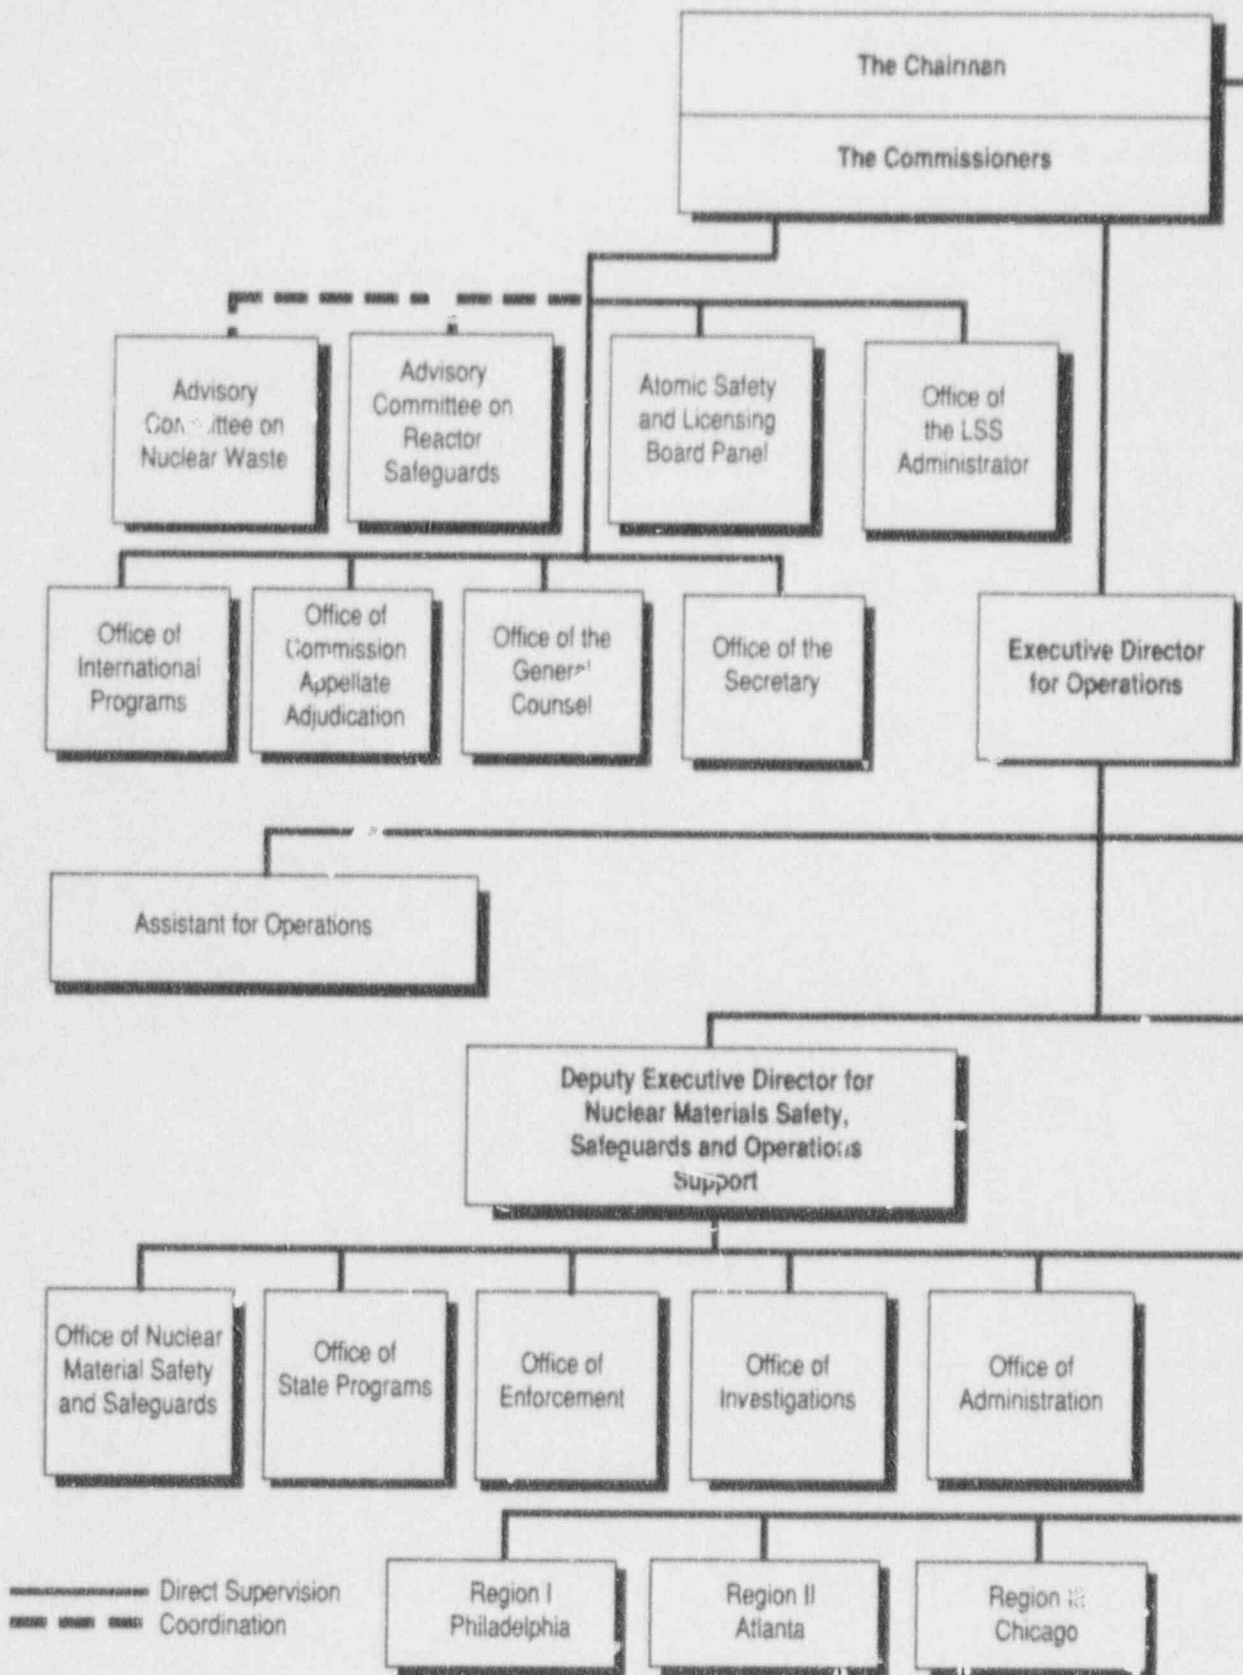 The Chairman
The Commissioners
Advisory
Committee on
Nuclear Waste
Advisory
Committee on
Reactor
Safeguards
Atomic Safety
and Licensing
Board Panel
Office of
the LSS
Administrator
Office of
International
Programs
Office of
Commission
Appellate
Adjudication
Office of the
General
Counsel
Office of the
Secretary
Executive Director
for Operations
Assistant for Operations
Deputy Executive Director for
Nuclear Materials Safety,
Safeguards and Operations
Support
Office of Nuclear
Material Safety
and Safeguards
Office of
State Programs
Office of
Enforcement
Office of
Investigations
Office of
Administration
Direct Supervision
Coordination
Region I
Philadelphia
Region II
Atlanta
Region
Chicago